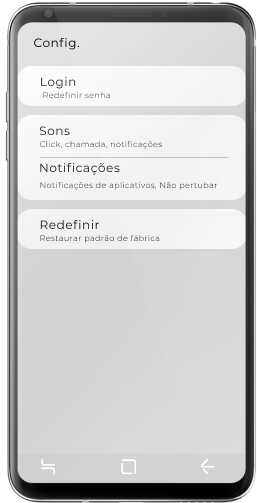 Config.
Login
Redefinir senha
Sons
Click, chamada, notificações
Notificações
Notificações de aplicativos, Não pertubar
Redefinir
Restaurar padrão de fábrica